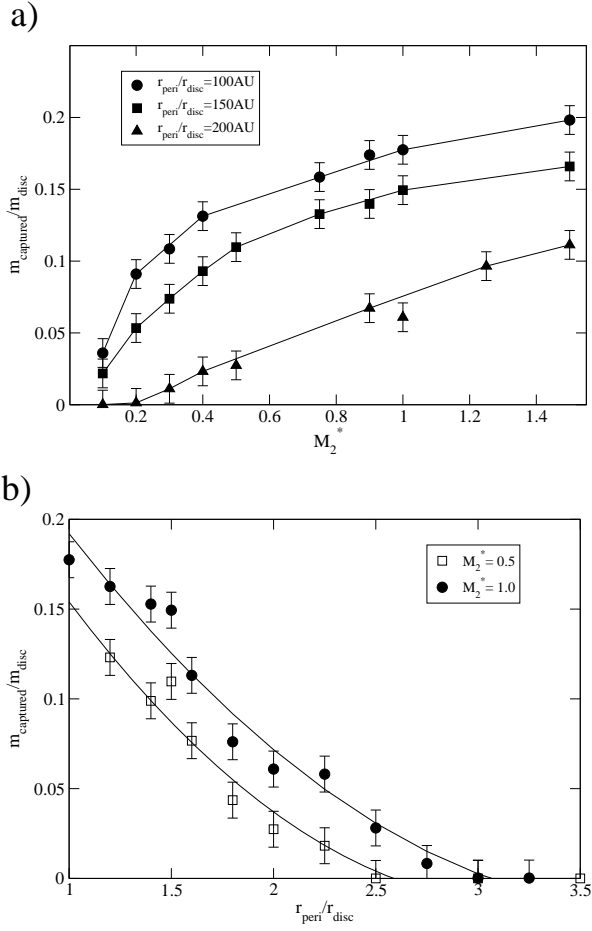 a)
r_peri/r_disc=100AU
r_peri/r_disc=150AU
r_peri/r_disc=200AU
0.2
0.15
0.1
0.05
0
m_captured/m_disc
0.2 0.4 0.6 0.8 1 1.2 1.4
M_2^*
b)
M_2^*= 0.5
M_2^*= 1.0
0.2
0.15
0.1
0.05
0
m_captured/m_disc
1 1.5 2 2.5 3 3.5
r_peri/r_disc